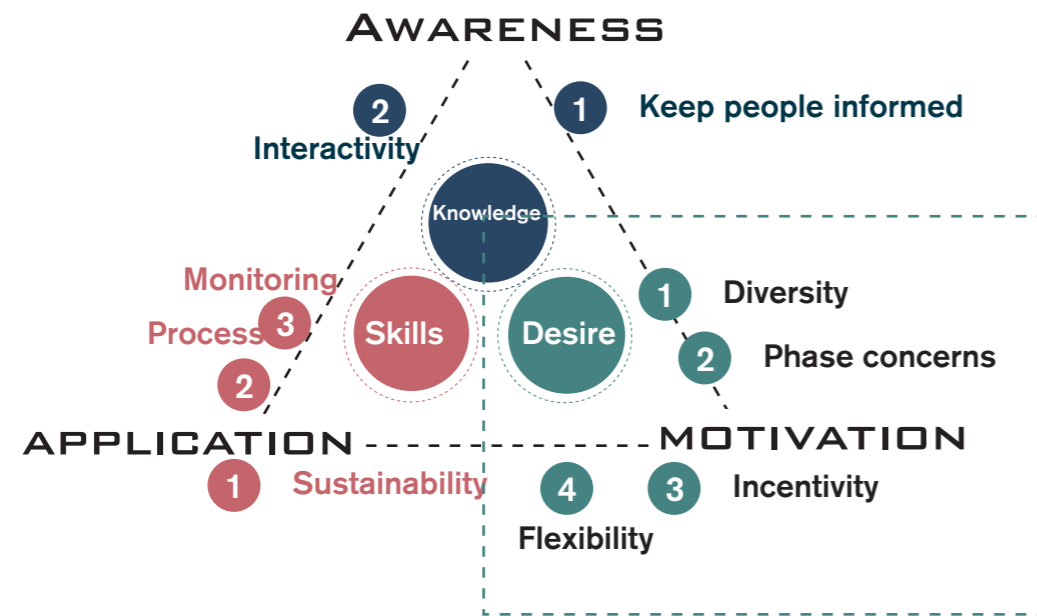 AWARENESS
2
1 Keep people informed
Interactivity
Knowledge
Monitoring
1 Diversity
Process 3
Skills
Desire
2 Phase concerns
2
APPLICATION
MOTIVATION
1 Sustainability
4
3 Incentivity
Flexibility